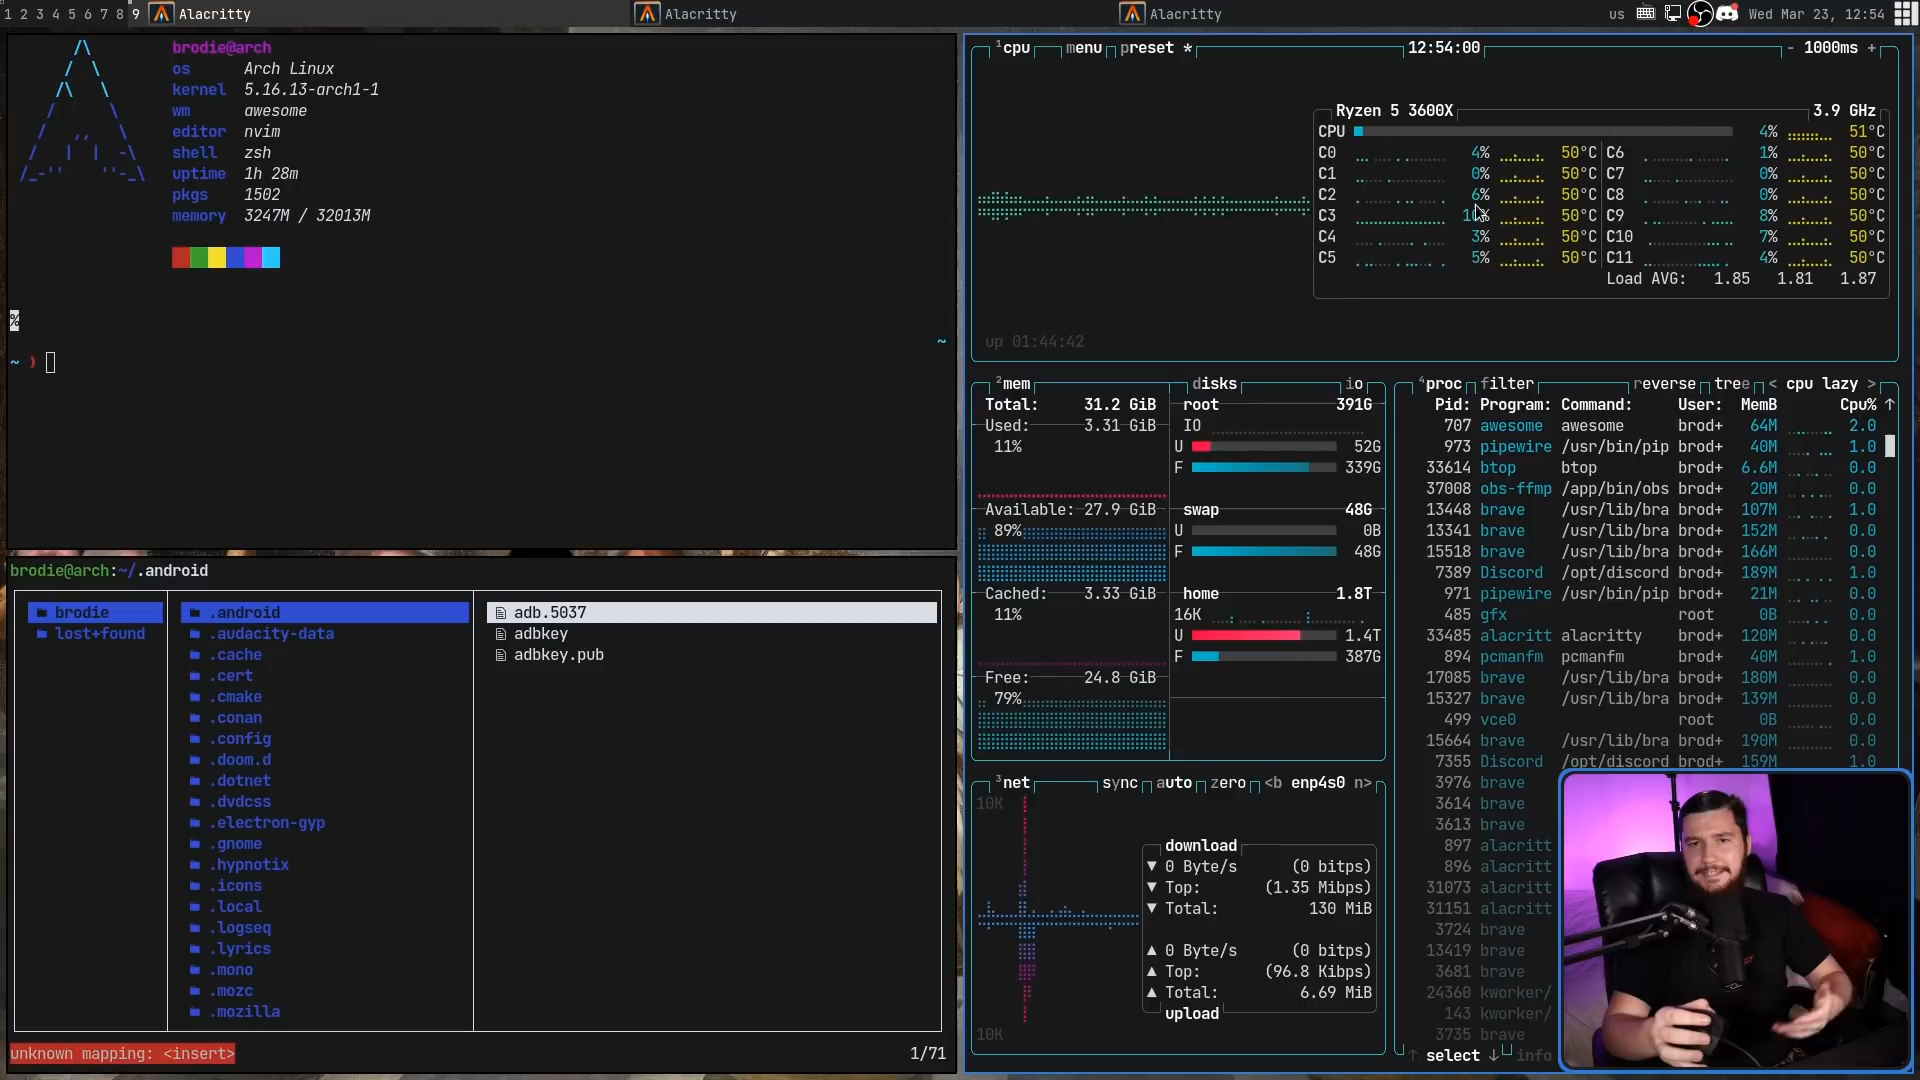 1 2 3 4 5 6 7 8 9 Alacritty Alacritty Alacritty us Wed Mar 23, 12:54
brodie@arch
os Arch Linux
kernel 5.16.13-arch1-1
wm awesome
editor nvim
shell zsh
uptime 1h 28m
pkgs 1502
memory 3247M / 32013M
%
~
~ )
brodie@arch:~/.android
brodie
lost+found
.android
.audacity-data
.cache
.cert
.cmake
.conan
.config
.doom.d
.dotnet
.dvdcss
.electron-gyp
.gnome
.hypnotix
.icons
.local
.logseq
.lyrics
.mono
.mozc
.mozilla
adb.5037
adbkey
adbkey.pub
unknown mapping: <insert> 1/71
1cpu menu preset * 12:54:00 - 1000ms +
Ryzen 5 3600X 3.9 GHz
CPU 4% 51°C
C0 4% 50°C C6 1% 50°C
C1 0% 50°C C7 0% 50°C
C2 6% 50°C C8 0% 50°C
C3 50°C C9 8% 50°C
C4 3% 50°C C10 7% 50°C
C5 5% 50°C C11 4% 50°C
Load AVG: 1.85 1.81 1.87
up 01:44:42
2mem disks io
Total: 31.2 GiB
Used: 3.31 GiB
11%
Available: 27.9 GiB
89%
Cached: 3.33 GiB
11%
Free: 24.8 GiB
79%
root 391G
IO
U 52G
F 339G
swap 48G
U 0B
F 48G
home 1.8T
16K
U 1.4T
F 387G
3net sync auto zero <b enp4s0 n>
10K
download
▼ 0 Byte/s (0 bitps)
▼ Top: (1.35 Mibps)
▼ Total: 130 MiB
▲ 0 Byte/s (0 bitps)
▲ Top: (96.8 Kibps)
▲ Total: 6.69 MiB
upload
10K
4proc filter reverse tree < cpu lazy >
Pid: Program: Command: User: MemB Cpu% ↑
707 awesome awesome brod+ 64M 2.0
973 pipewire /usr/bin/pip brod+ 40M 1.0
33614 btop btop brod+ 6.6M 0.0
37008 obs-ffmp /app/bin/obs brod+ 20M 0.0
13448 brave /usr/lib/bra brod+ 107M 1.0
13341 brave /usr/lib/bra brod+ 152M 0.0
15518 brave /usr/lib/bra brod+ 166M 0.0
7389 Discord /opt/discord brod+ 189M 1.0
971 pipewire /usr/bin/pip brod+ 21M 0.0
485 gfx root 0B 0.0
33485 alacritt alacritty brod+ 120M 0.0
894 pcmanfm pcmanfm brod+ 40M 1.0
17085 brave /usr/lib/bra brod+ 180M 0.0
15327 brave /usr/lib/bra brod+ 139M 0.0
499 vce0 root 0B 0.0
15664 brave /usr/lib/bra brod+ 190M 0.0
7355 Discord /opt/discord brod+ 159M 1.0
3976 brave
3614 brave
3613 brave
897 alacritt
896 alacritt
31073 alacritt
31151 alacritt
3724 brave
13419 brave
3681 brave
24360 kworker/
143 kworker/
3735 brave
↑ select ↓ info